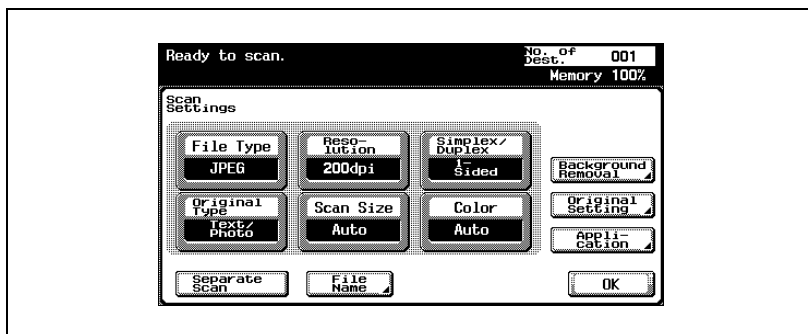 Ready to scan.
No. of
Dest.
001
Memory 100%
Scan
Settings
File Type
JPEG
Reso-
lution
200dpi
Simplex/
Duplex
1-
Sided
Background
Removal
Original
Type
Text/
Photo
Scan Size
Auto
Color
Auto
Original
Setting
Appli-
cation
Separate
Scan
File
Name
OK